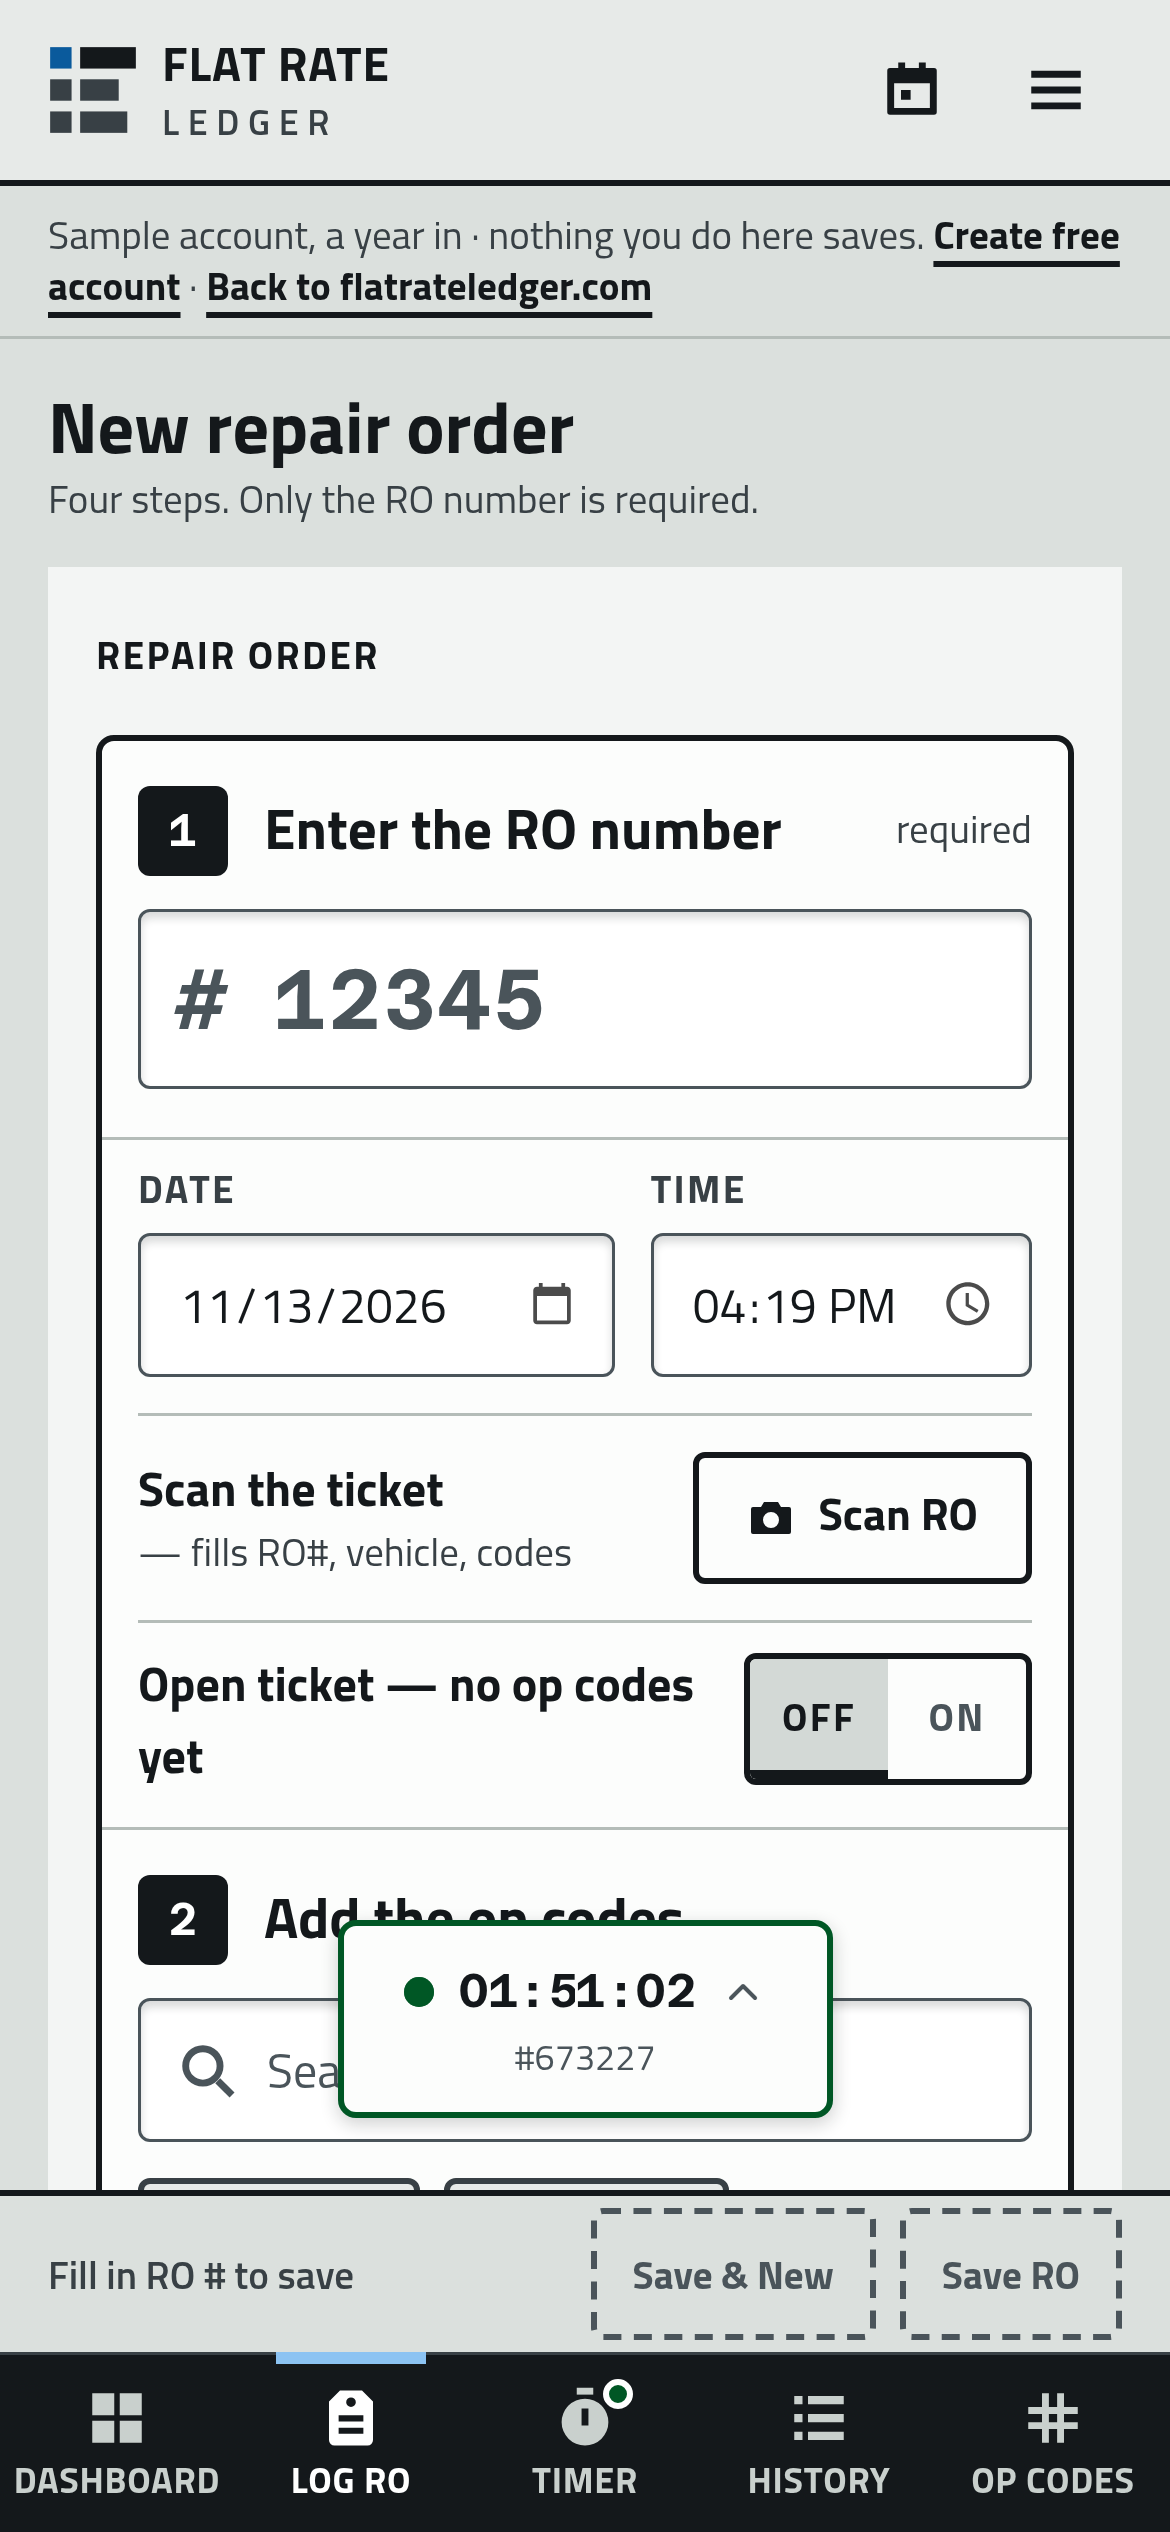 FLAT RATE
LEDGER
Sample account, a year in · nothing you do here saves. Create free
account · Back to flatrateledger.com
New repair order
Four steps. Only the RO number is required.
REPAIR ORDER
1 Enter the RO number required
# 12345
DATE TIME
11/13/2026 04:19 PM
Scan the ticket
— fills RO#, vehicle, codes
Scan RO
Open ticket — no op codes
yet
OFF ON
2 Add the op codes
01:51:02
#673227
Fill in RO # to save Save & New Save RO
DASHBOARD LOG RO TIMER HISTORY OP CODES